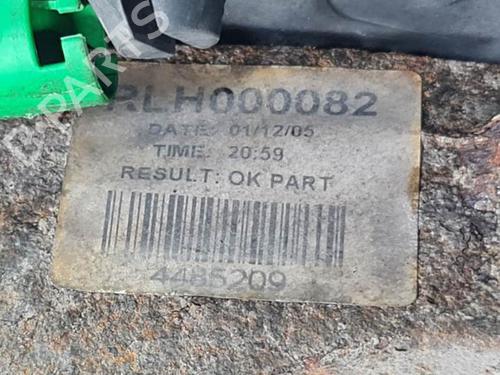 RLH000082
DATE: 01/12/05
TIME: 20:59
RESULT: OK PART
4485209